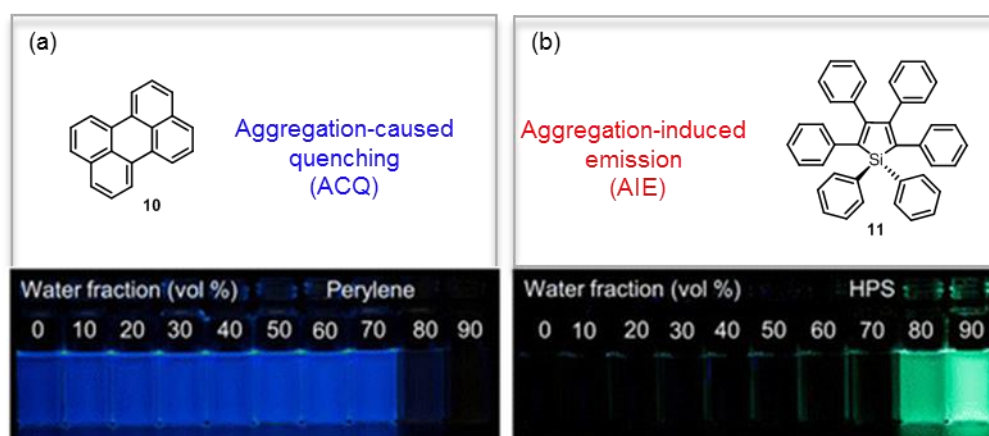 (a)
10
Aggregation-caused
quenching
(ACQ)
Water fraction (vol %) Perylene
0 10 20 30 40 50 60 70 80 90
(b)
Aggregation-induced
emission
(AIE)
Si
11
Water fraction (vol %) HPS
0 10 20 30 40 50 60 70 80 90